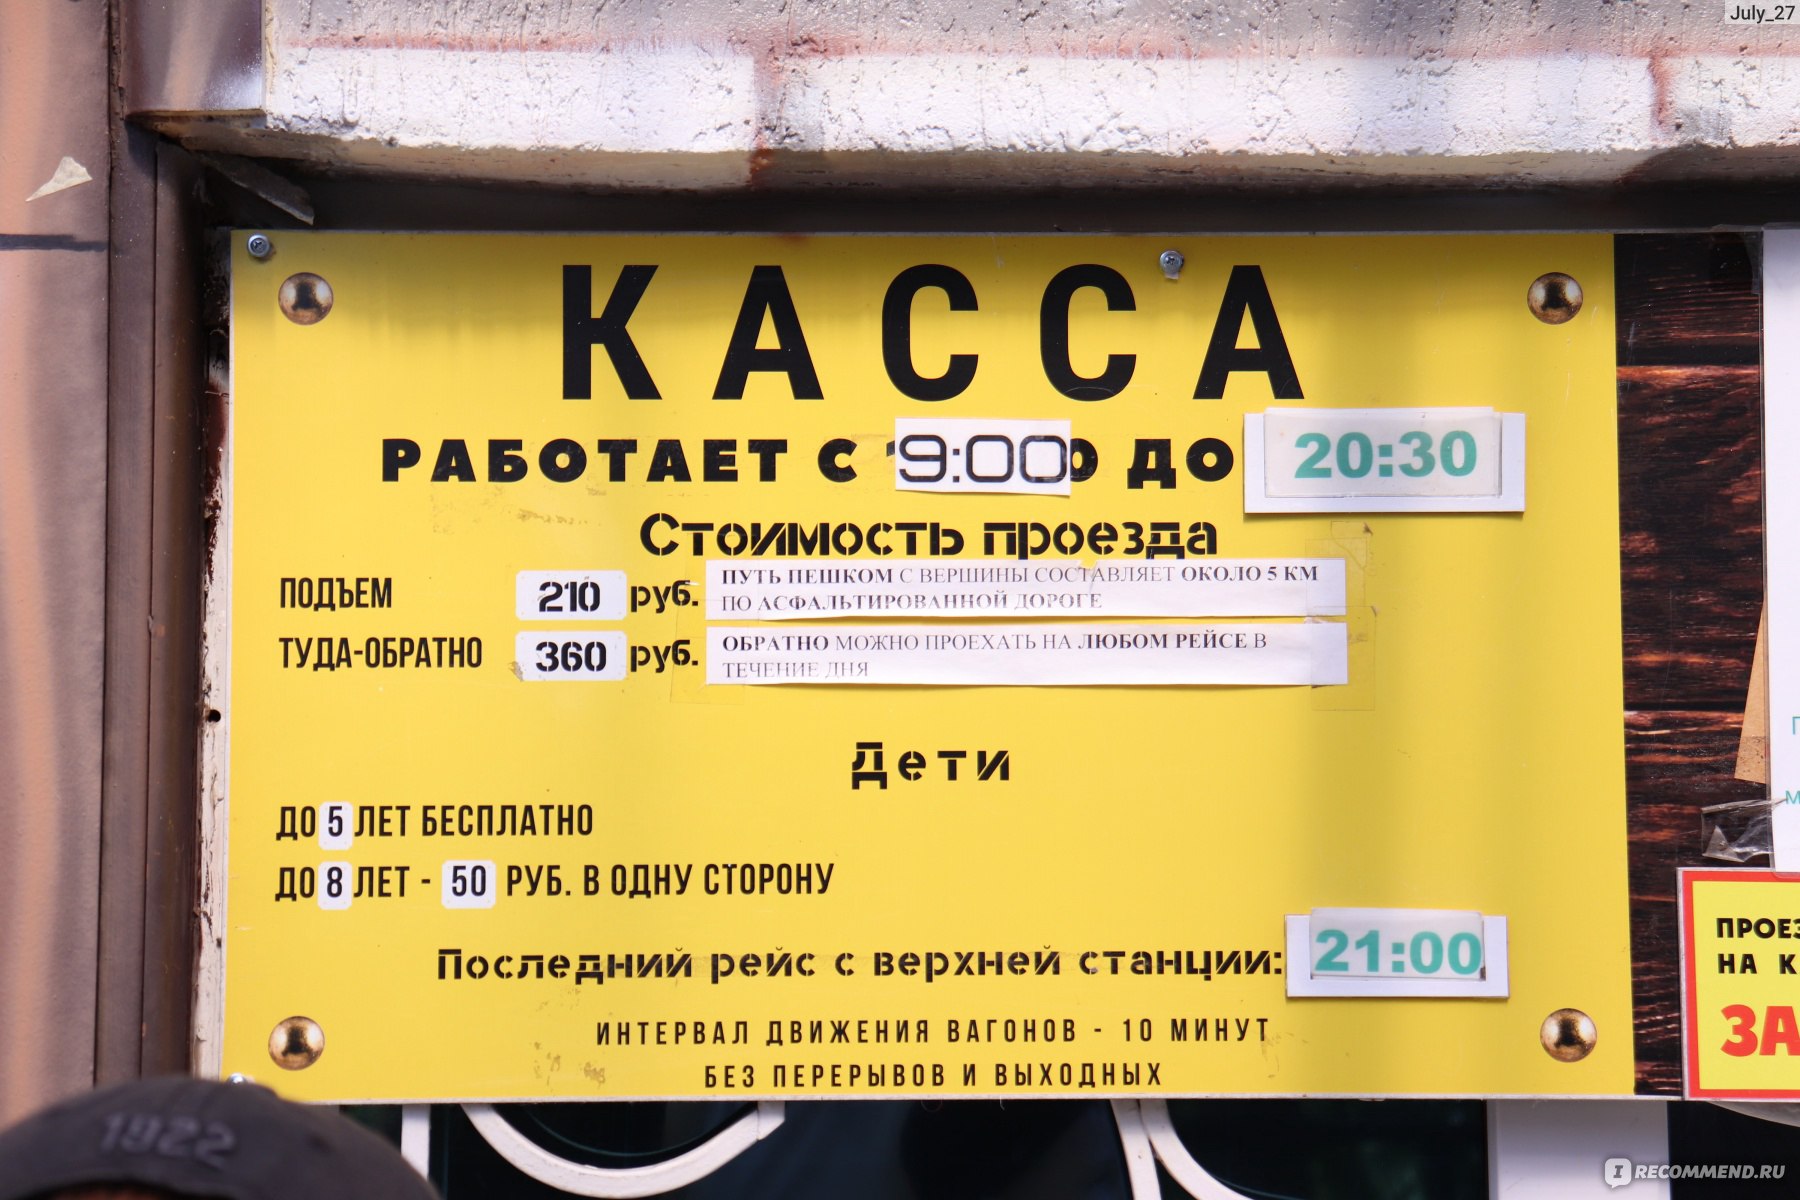 July_27
КАССА
РАБОТАЕТ С 9:00 ДО 20:30
Стоимость проезда
ПОДЪЕМ 210 руб. ПУТЬ ПЕШКОМ С ВЕРШИНЫ СОСТАВЛЯЕТ ОКОЛО 5 КМ
ПО АСФАЛЬТИРОВАННОЙ ДОРОГЕ
ТУДА-ОБРАТНО 360 руб. ОБРАТНО МОЖНО ПРОЕХАТЬ НА ЛЮБОМ РЕЙСЕ В
ТЕЧЕНИЕ ДНЯ
Дети
ДО 5 ЛЕТ БЕСПЛАТНО
ДО 8 ЛЕТ - 50 РУБ. В ОДНУ СТОРОНУ
Последний рейс с верхней станции: 21:00
ИНТЕРВАЛ ДВИЖЕНИЯ ВАГОНОВ - 10 МИНУТ
БЕЗ ПЕРЕРЫВОВ И ВЫХОДНЫХ
НА К
ЗА
1922
IRECOMMEND.RU